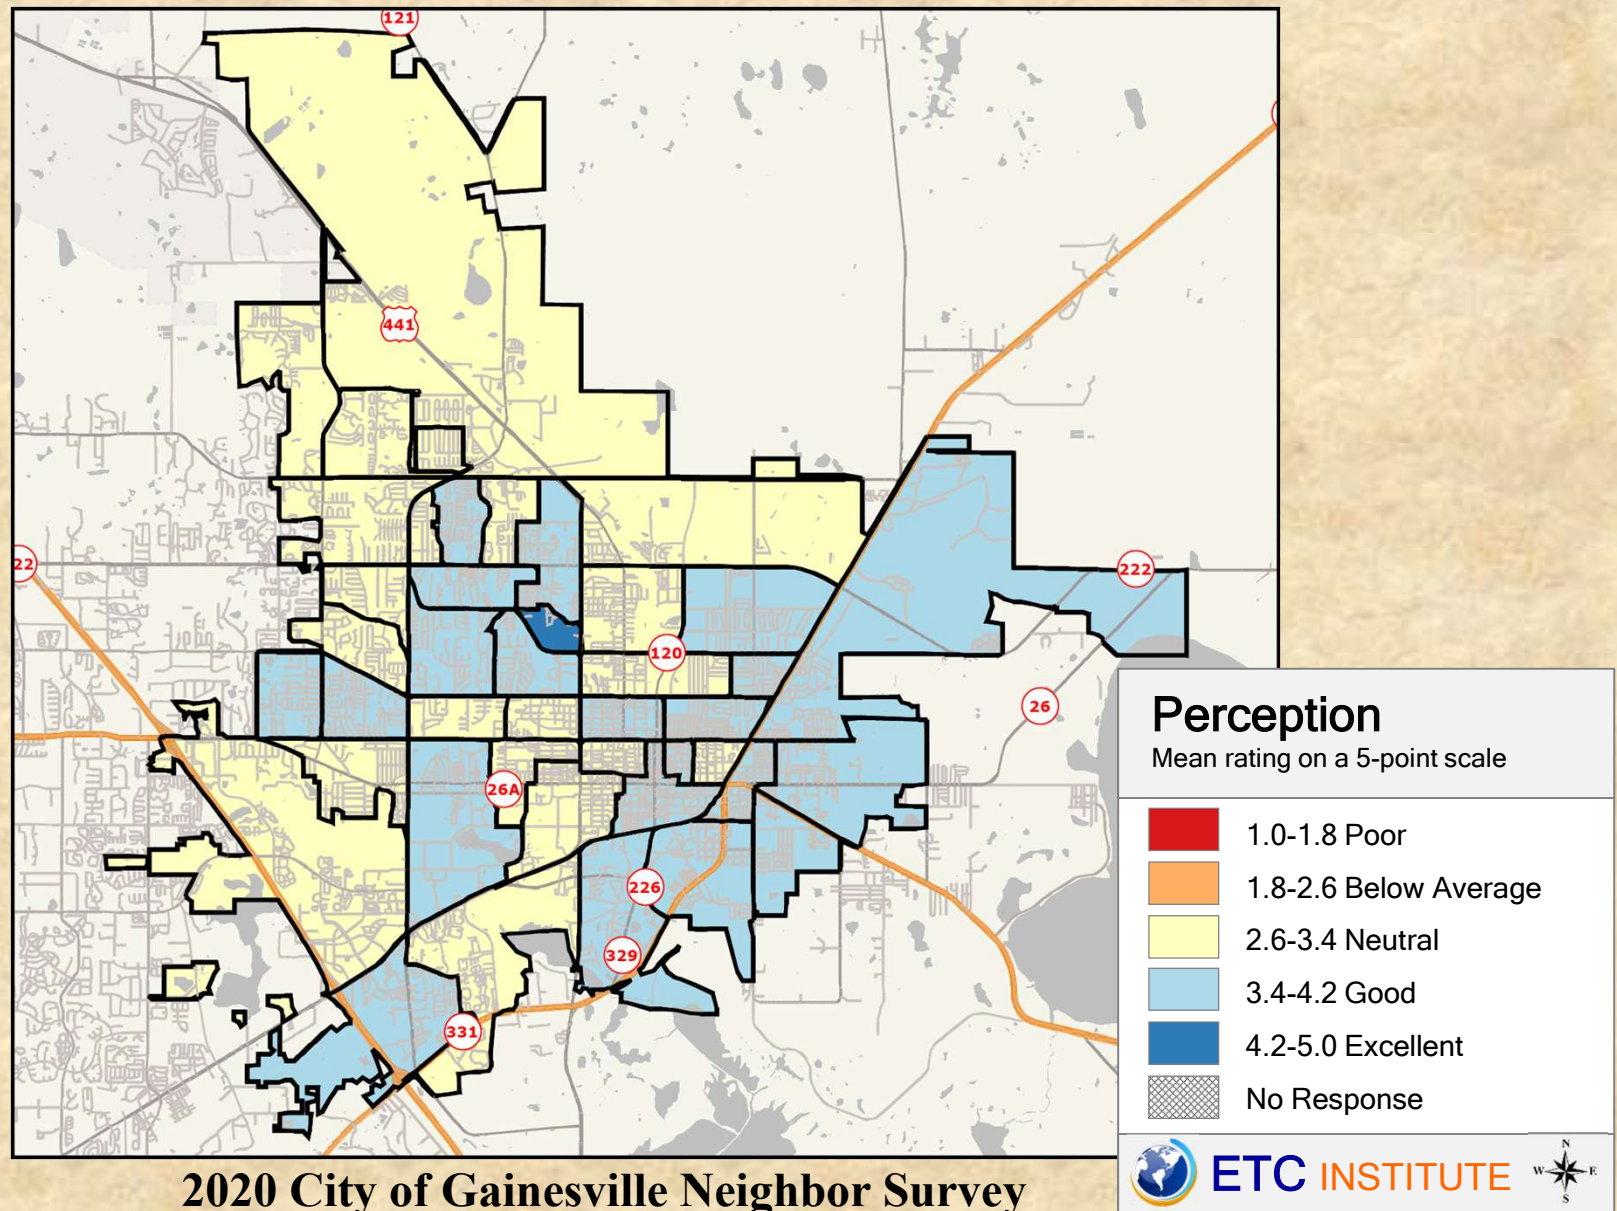 121
441
22
222
120
26
26A
226
329
331
Perception
Mean rating on a 5-point scale
1.0-1.8 Poor
1.8-2.6 Below Average
2.6-3.4 Neutral
3.4-4.2 Good
4.2-5.0 Excellent
No Response
ETC INSTITUTE
N
W E
S
2020 City of Gainesville Neighbor Survey